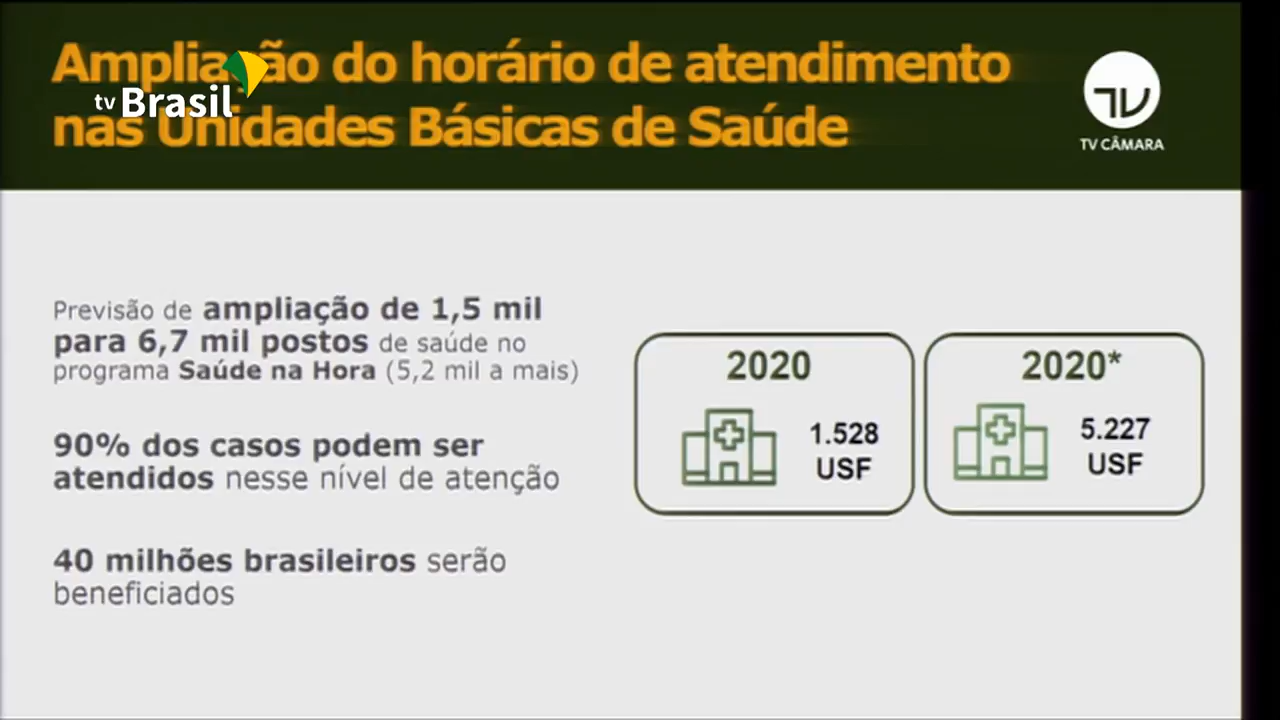 Ampliação do horário de atendimento
nas Unidades Básicas de Saúde
tv Brasil
TV CÂMARA
Previsão de ampliação de 1,5 mil
para 6,7 mil postos de saúde no
programa Saúde na Hora (5,2 mil a mais)
90% dos casos podem ser
atendidos nesse nível de atenção
40 milhões brasileiros serão
beneficiados
2020
1.528
USF
2020*
5.227
USF